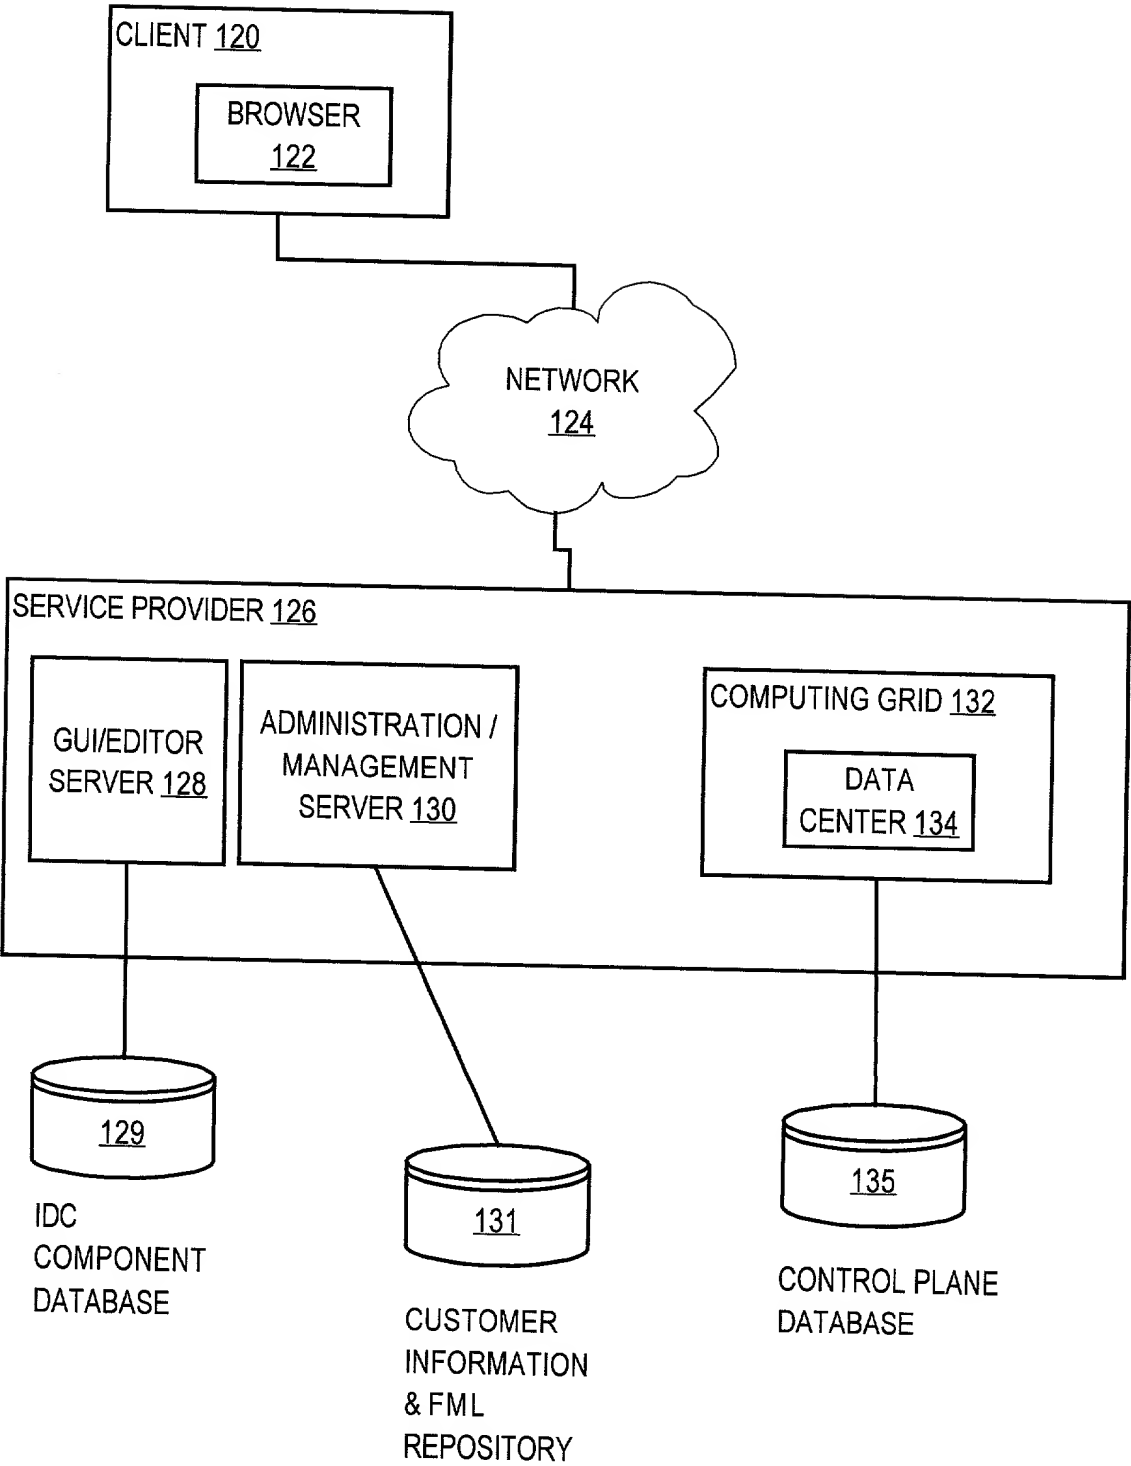 CLIENT 120
BROWSER
122
NETWORK
124
SERVICE PROVIDER 126
GUI/EDITOR
SERVER 128
ADMINISTRATION /
MANAGEMENT
SERVER 130
COMPUTING GRID 132
DATA
CENTER 134
129
IDC
COMPONENT
DATABASE
131
CUSTOMER
INFORMATION
& FML
REPOSITORY
135
CONTROL PLANE
DATABASE